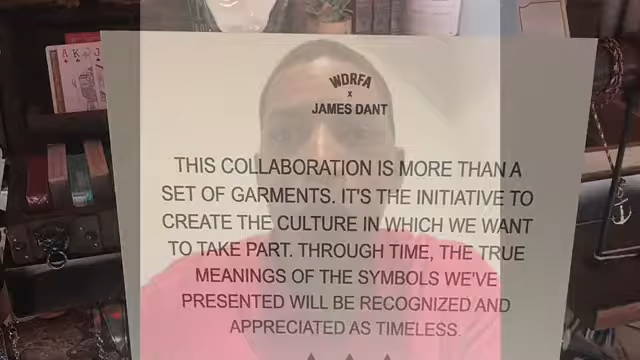 WDRFA
x
JAMES DANT
THIS COLLABORATION IS MORE THAN A
SET OF GARMENTS. IT'S THE INITIATIVE TO
CREATE THE CULTURE IN WHICH WE WANT
TO TAKE PART. THROUGH TIME, THE TRUE
MEANINGS OF THE SYMBOLS WE'VE
PRESENTED WILL BE RECOGNIZED AND
APPRECIATED AS TIMELESS.
A K J